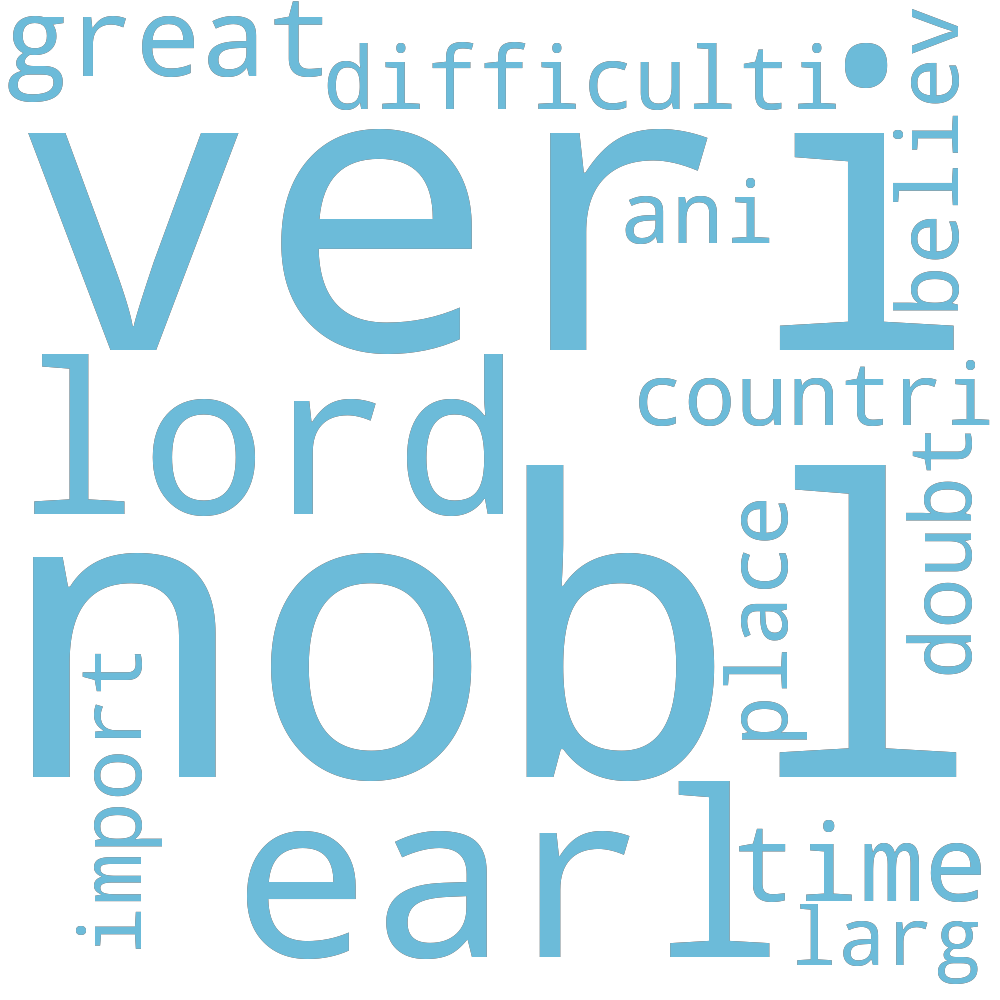 great
difficulti
believ
veri
ani
lord
countri
doubt
nobl
place
import
earl
time
larg